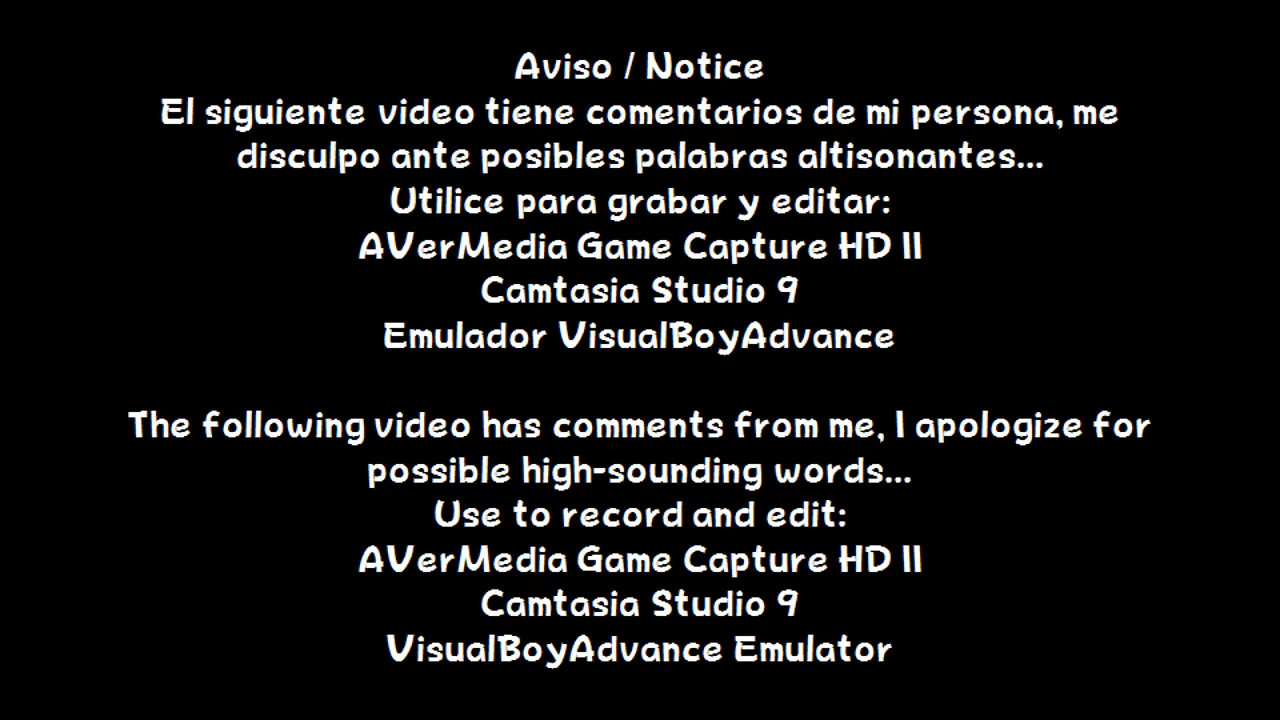 Aviso / Notice
El siguiente video tiene comentarios de mi persona, me
disculpo ante posibles palabras altisonantes...
Utilice para grabar y editar:
AVerMedia Game Capture HD II
Camtasia Studio 9
Emulador VisualBoyAdvance
The following video has comments from me, I apologize for
possible high-sounding words...
Use to record and edit:
AVerMedia Game Capture HD II
Camtasia Studio 9
VisualBoyAdvance Emulator